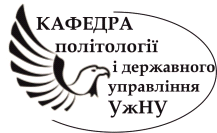 КАФЕДРА
політології
і державного
управління
УжНУ